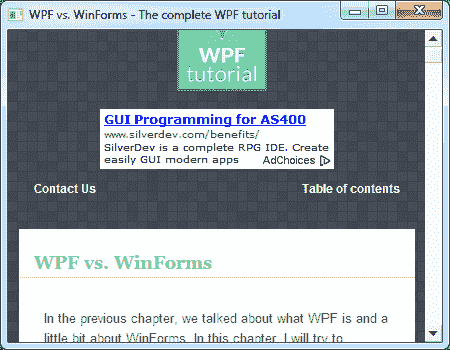 WPF vs. WinForms - The complete WPF tutorial
WPF
tutorial
GUI Programming for AS400
www.silverdev.com/benefits/
SilverDev is a complete RPG IDE. Create
easily GUI modern apps AdChoices
Contact Us Table of contents
WPF vs. WinForms
In the previous chapter, we talked about what WPF is and a
little bit about WinForms. In this chapter, I will try to